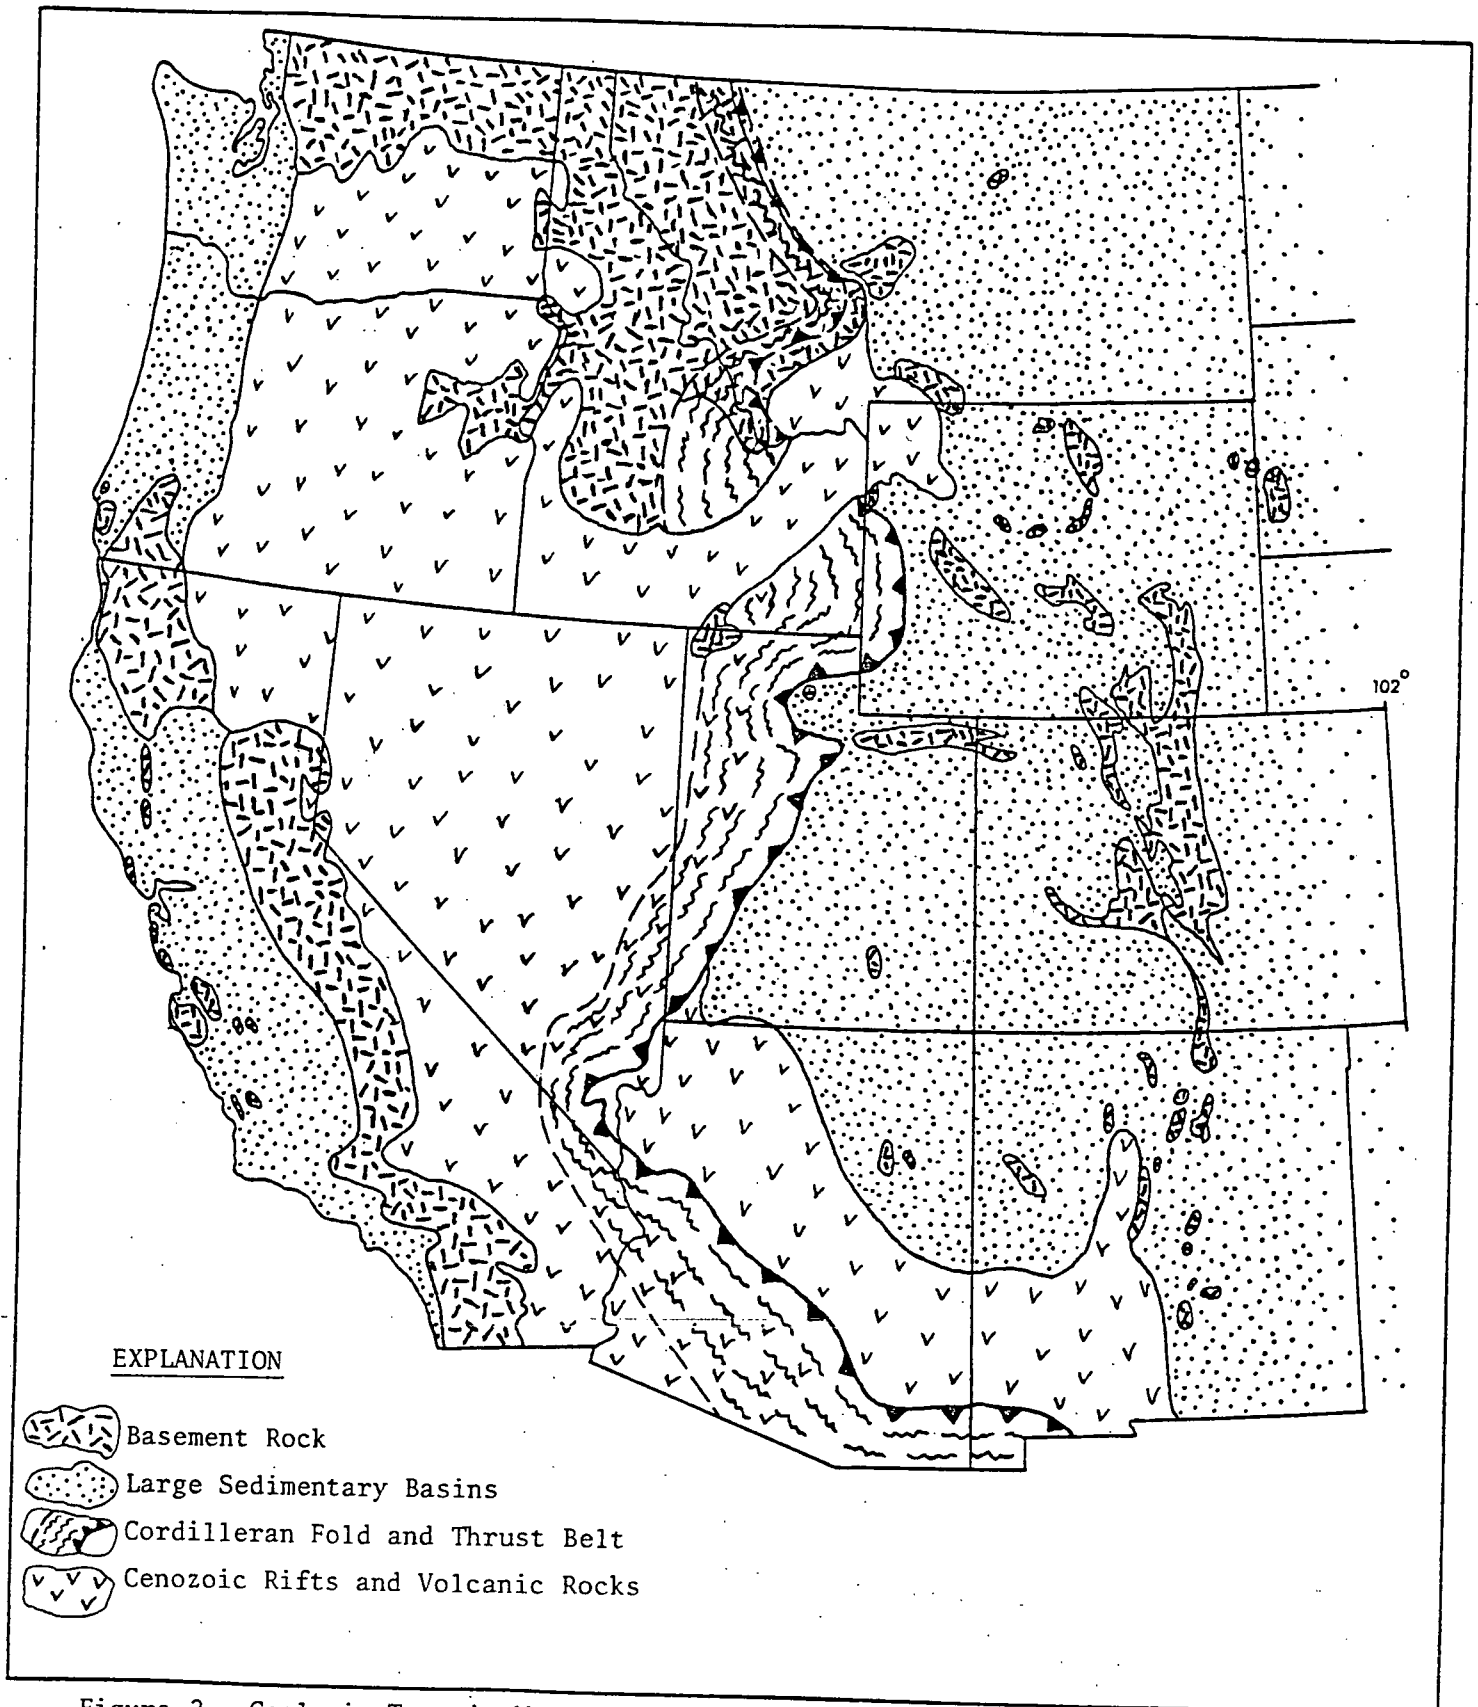 102°
EXPLANATION
Basement Rock
Large Sedimentary Basins
Cordilleran Fold and Thrust Belt
Cenozoic Rifts and Volcanic Rocks